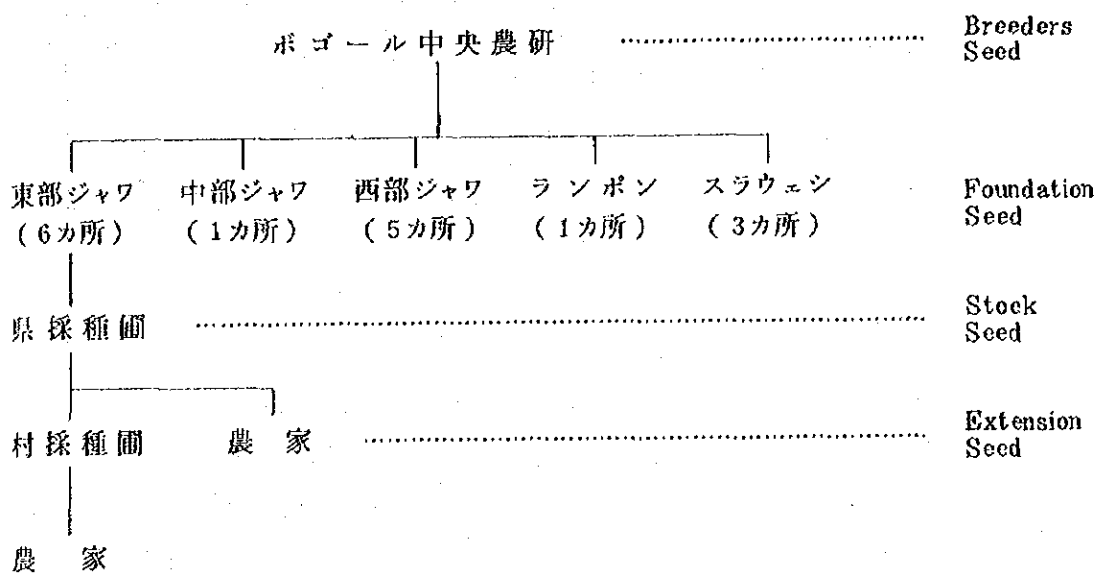 ボゴール中央農研 Breeders
Seed
東部ジャワ 中部ジャワ 西部ジャワ ランポン スラウェシ Foundation
(6カ所) (1カ所) (5カ所) (1カ所) (3カ所) Seed
県採種圃 Stock
Seed
村採種圃 農家 Extension
Seed
農家